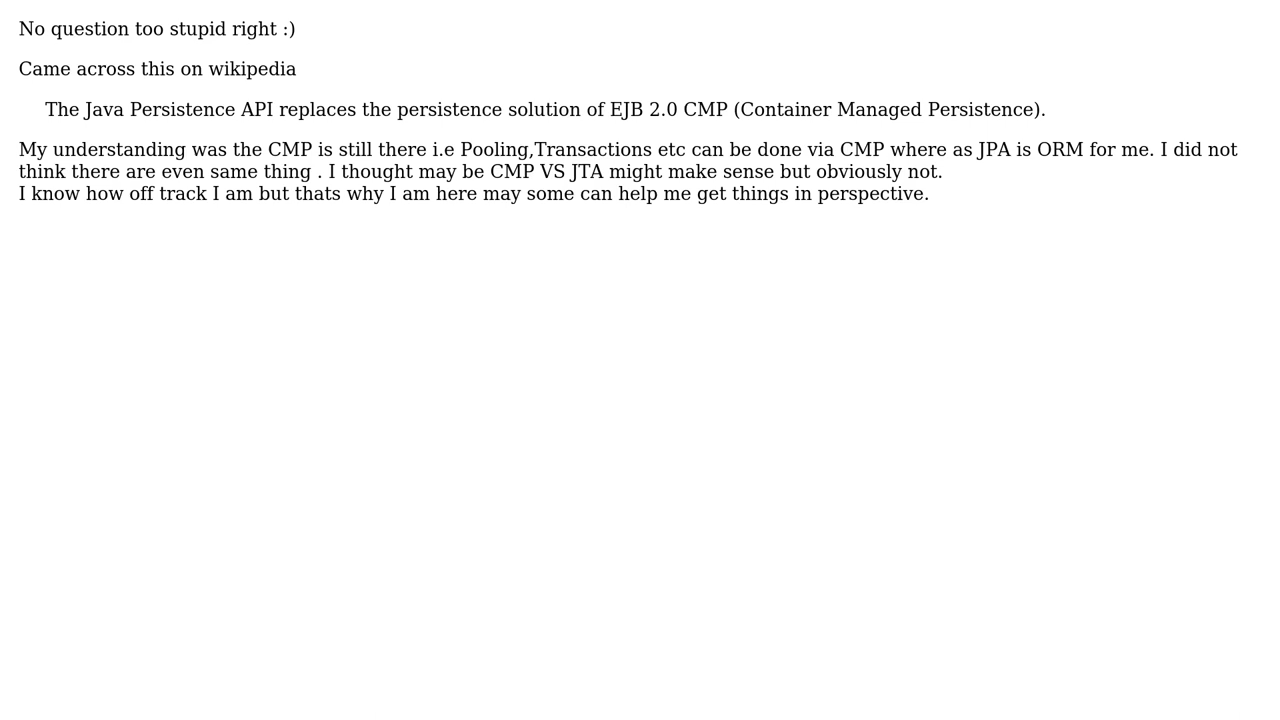 No question too stupid right :)
Came across this on wikipedia
The Java Persistence API replaces the persistence solution of EJB 2.0 CMP (Container Managed Persistence).
My understanding was the CMP is still there i.e Pooling,Transactions etc can be done via CMP where as JPA is ORM for me. I did not
think there are even same thing . I thought may be CMP VS JTA might make sense but obviously not.
I know how off track I am but thats why I am here may some can help me get things in perspective.